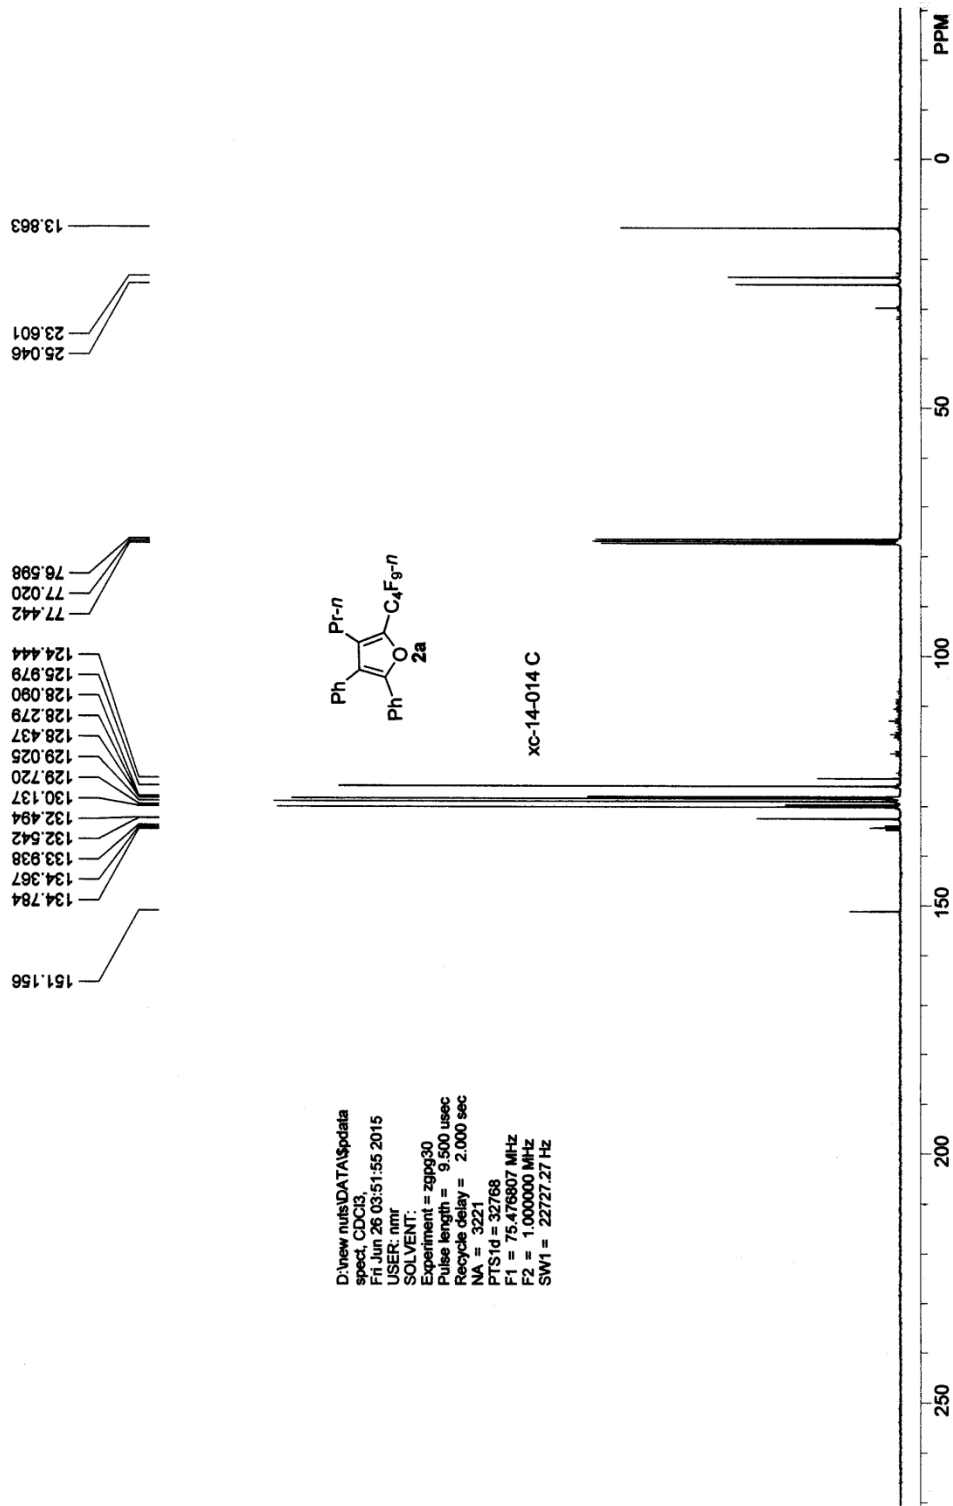 13.863
23.601
25.046
76.598
77.020
77.442
124.444
125.979
128.090
128.279
128.437
129.025
129.720
130.137
132.494
132.542
133.938
134.367
134.784
151.156
Ph
Pr-n
Ph
O
C4F9-n
2a
xc-14-014 C
D:\new nuts\DATA\$pdata
spect, CDCl3,
Fri Jun 26 03:51:55 2015
USER: nmr
SOLVENT:
Experiment = zgpg30
Pulse length = 9.500 usec
Recycle delay = 2.000 sec
NA = 3221
PTS1d = 32768
F1 = 75.476807 MHz
F2 = 1.000000 MHz
SW1 = 22727.27 Hz
250
200
150
100
50
0
PPM